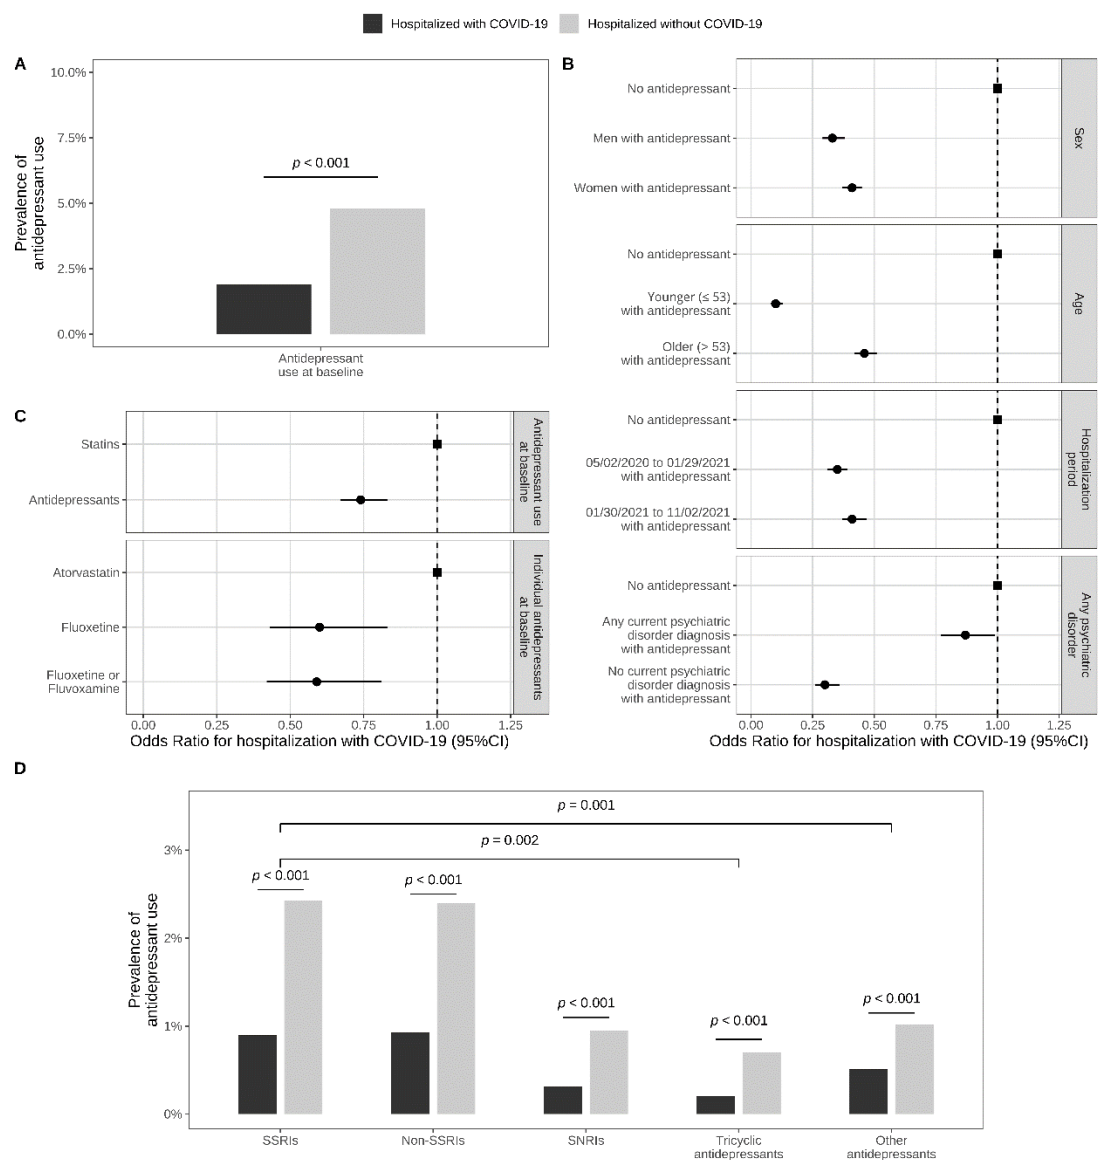 Hospitalized with COVID-19
Hospitalized without COVID-19
A
10.0%
7.5%
5.0%
2.5%
0.0%
Prevalence of
antidepressant use
p < 0.001
Antidepressant
use at baseline
B
No antidepressant
Men with antidepressant
Women with antidepressant
Sex
No antidepressant
Younger (≤ 53)
with antidepressant
Older (> 53)
with antidepressant
Age
No antidepressant
05/02/2020 to 01/29/2021
with antidepressant
01/30/2021 to 11/02/2021
with antidepressant
Hospitalization
period
No antidepressant
Any current psychiatric
disorder diagnosis
with antidepressant
No current psychiatric
disorder diagnosis
with antidepressant
Any psychiatric
disorder
0.00 0.25 0.50 0.75 1.00 1.25
Odds Ratio for hospitalization with COVID-19 (95%CI)
C
Statins
Antidepressants
Antidepressant use
at baseline
Atorvastatin
Fluoxetine
Fluoxetine or
Fluvoxamine
Individual antidepressants
at baseline
0.00 0.25 0.50 0.75 1.00 1.25
Odds Ratio for hospitalization with COVID-19 (95%CI)
D
Prevalence of
antidepressant use
3%
2%
1%
0%
p = 0.001
p = 0.002
p < 0.001
p < 0.001
p < 0.001
p < 0.001
p < 0.001
SSRIs
Non-SSRIs
SNRIs
Tricyclic
antidepressants
Other
antidepressants